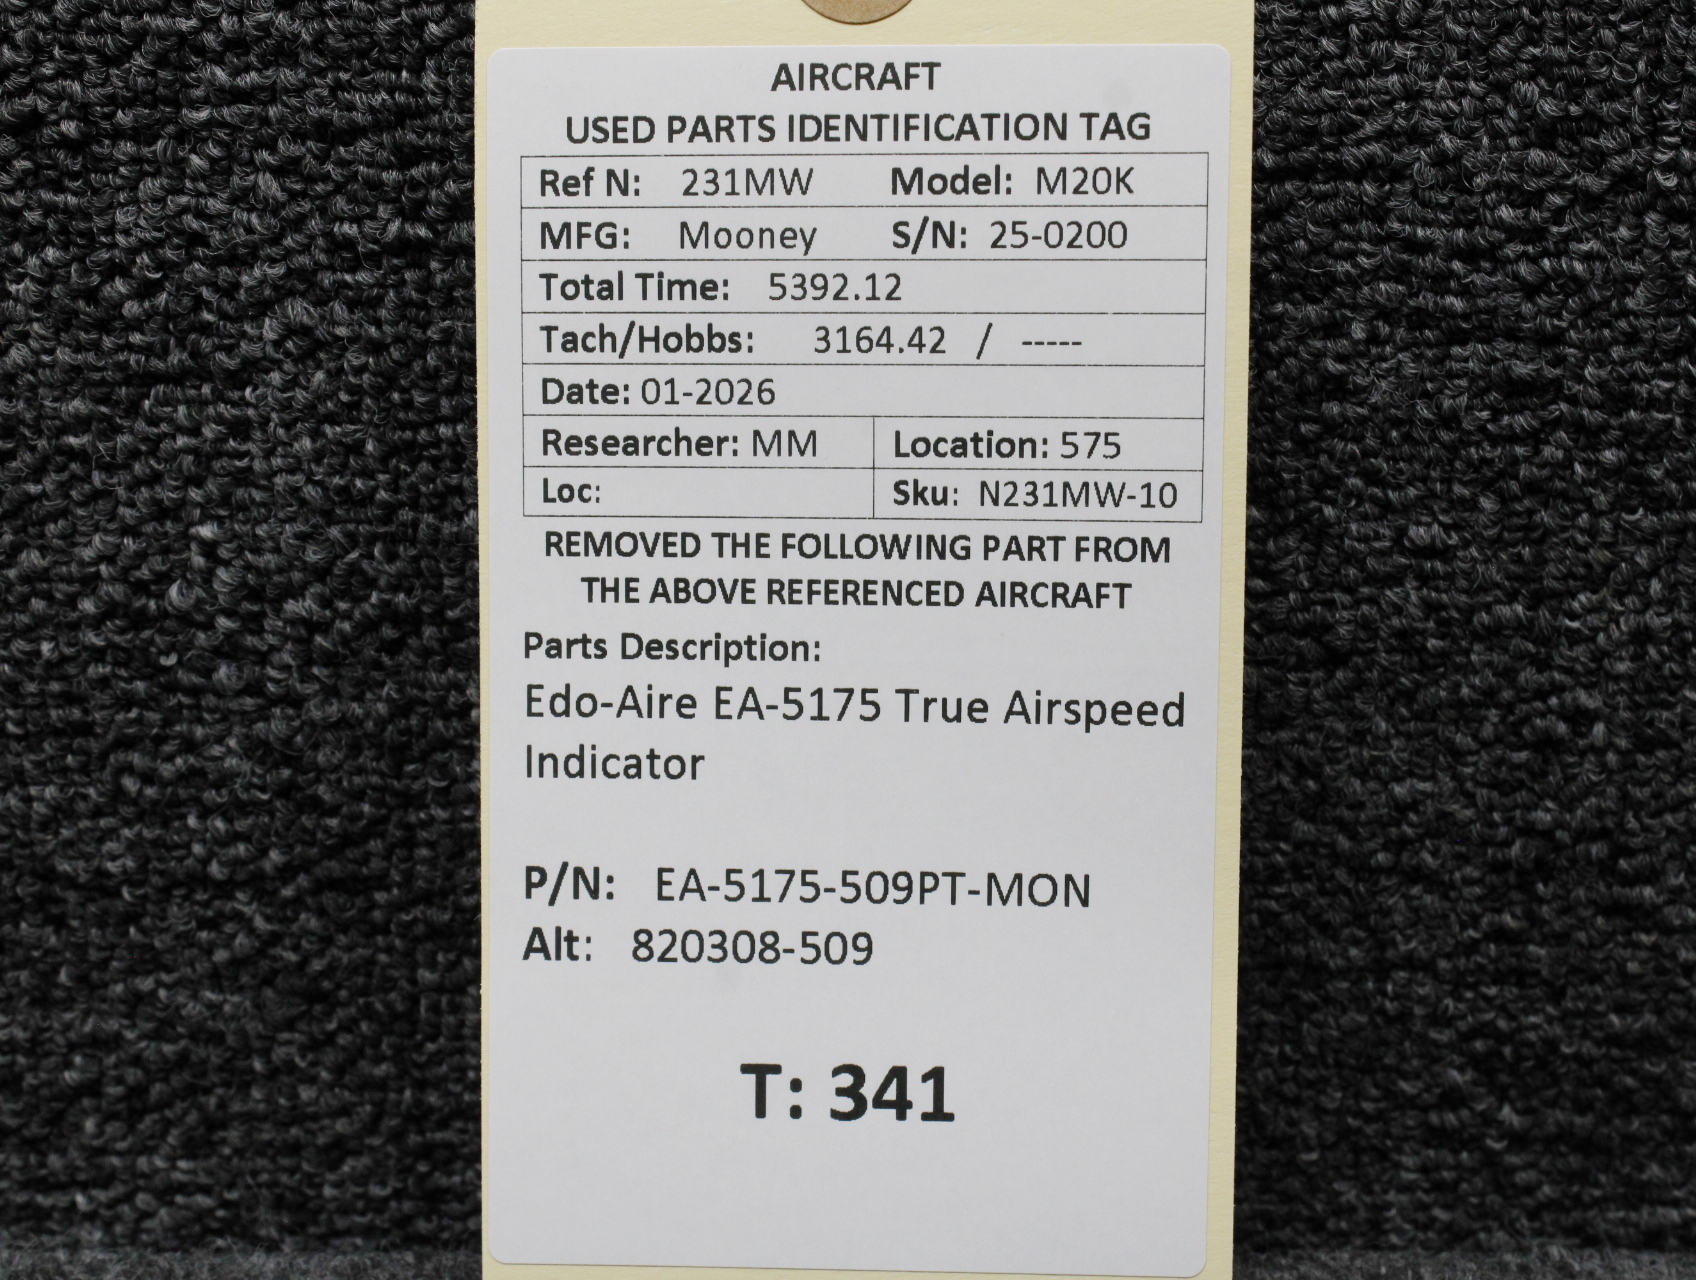 AIRCRAFT
USED PARTS IDENTIFICATION TAG
Ref N: 231MW Model: M20K
MFG: Mooney S/N: 25-0200
Total Time: 5392.12
Tach/Hobbs: 3164.42 / -----
Date: 01-2026
Researcher: MM Location: 575
Loc: Sku: N231MW-10
REMOVED THE FOLLOWING PART FROM
THE ABOVE REFERENCED AIRCRAFT
Parts Description:
Edo-Aire EA-5175 True Airspeed
Indicator
P/N: EA-5175-509PT-MON
Alt: 820308-509
T: 341